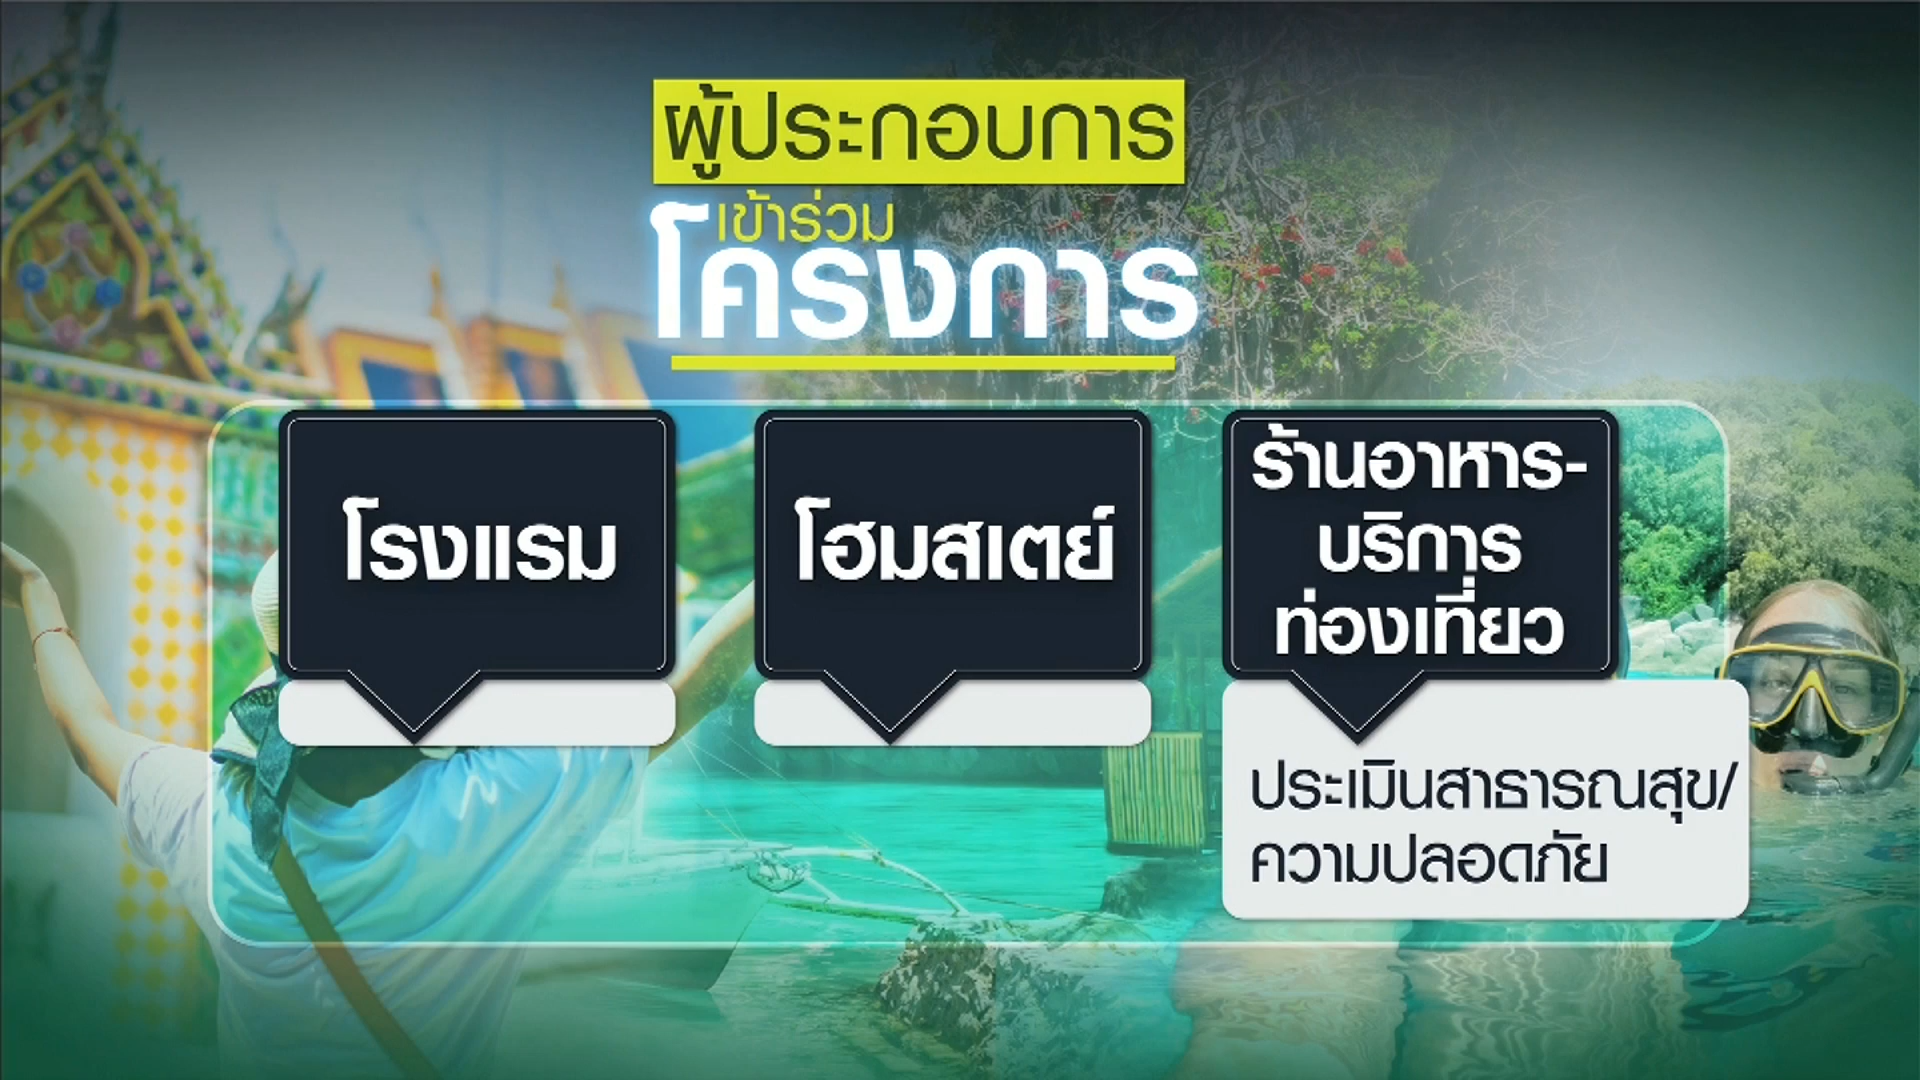 ผู้ประกอบการ
เข้าร่วม
โครงการ
โรงแรม
โฮมสเตย์
ร้านอาหาร-
บริการ
ท่องเที่ยว
ประเมินสาธารณสุข/
ความปลอดภัย